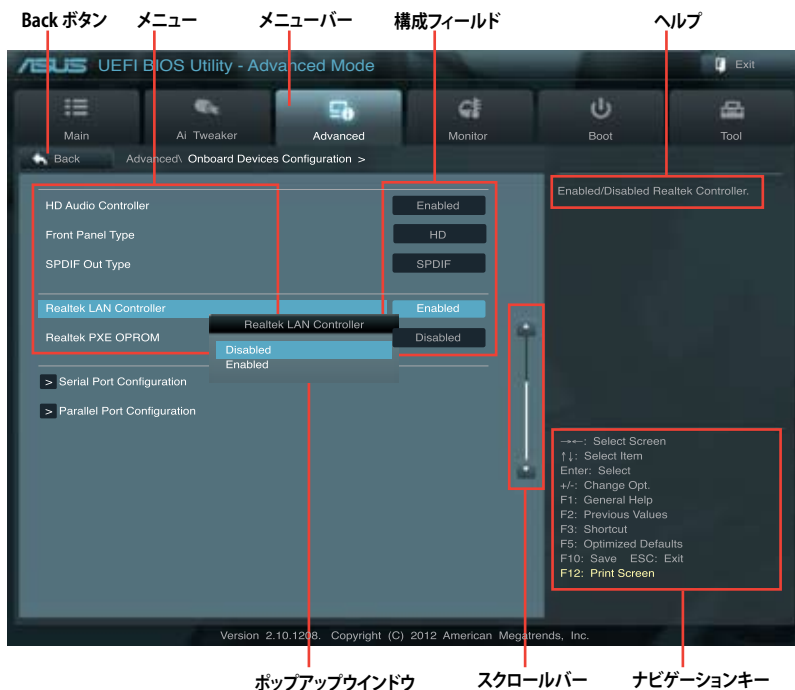 Back ボタン
メニュー
メニューバー
構成フィールド
ヘルプ
ASUS UEFI BIOS Utility - Advanced Mode
Exit
Main
Ai Tweaker
Advanced
Monitor
Boot
Tool
Back
Advanced\ Onboard Devices Configuration >
HD Audio Controller
Enabled
Front Panel Type
HD
SPDIF Out Type
SPDIF
Realtek LAN Controller
Enabled
Realtek PXE OPROM
Disabled
Realtek LAN Controller
Disabled
Enabled
> Serial Port Configuration
> Parallel Port Configuration
Enabled/Disabled Realtek Controller.
→←: Select Screen
↑↓: Select Item
Enter: Select
+/-: Change Opt.
F1: General Help
F2: Previous Values
F3: Shortcut
F5: Optimized Defaults
F10: Save ESC: Exit
F12: Print Screen
Version 2.10.1208. Copyright (C) 2012 American Megatrends, Inc.
ポップアップウインドウ
スクロールバー
ナビゲーションキー